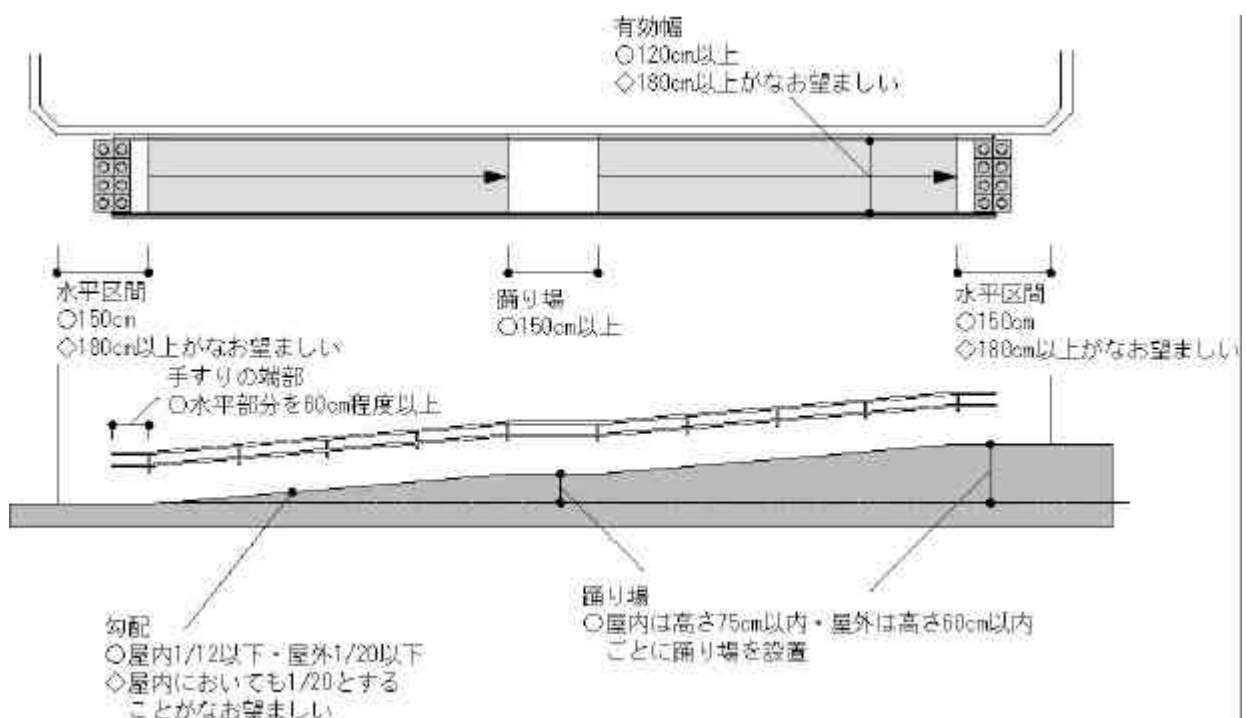 有効幅
○120cm以上
◇180cm以上がなお望ましい
水平区間
○150cm
◇180cm以上がなお望ましい
踊り場
○150cm以上
水平区間
○150cm
◇180cm以上がなお望ましい
手すりの端部
○水平部分を60cm程度以上
勾配
○屋内1/12以下・屋外1/20以下
◇屋内においても1/20とする
ことがなお望ましい
踊り場
○屋内は高さ75cm以内・屋外は高さ60cm以内
ごとに踊り場を設置